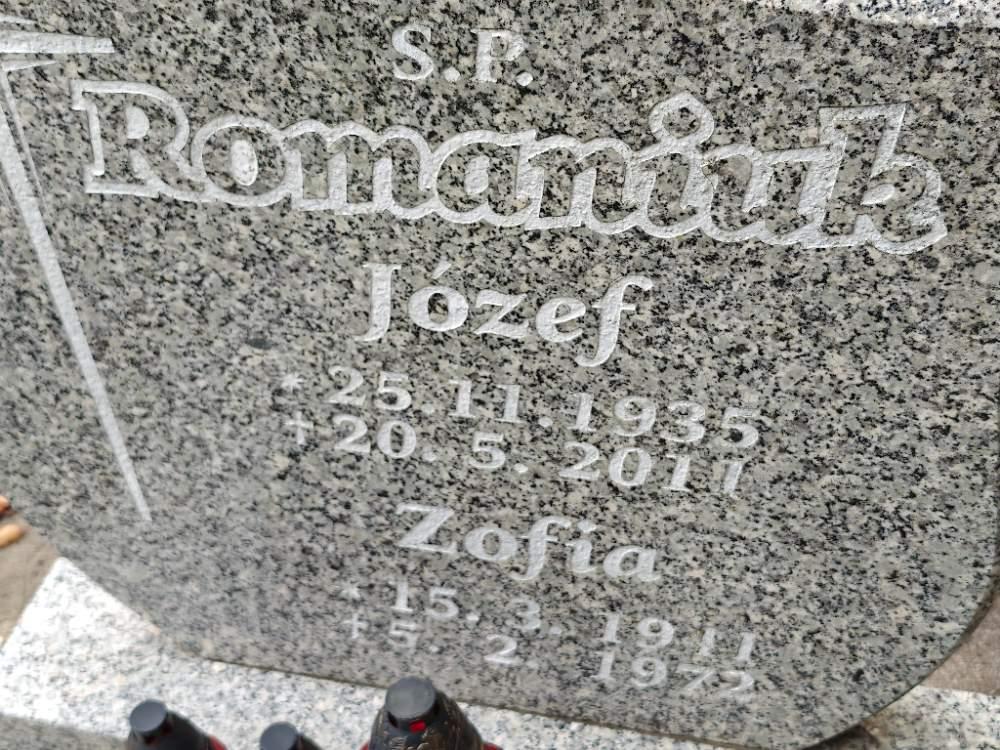 S.P.
Romaniuk
Józef
* 25.11.1935
† 20. 5. 2011
Zofia
* 15. 3. 1911
† 5. 2. 1972